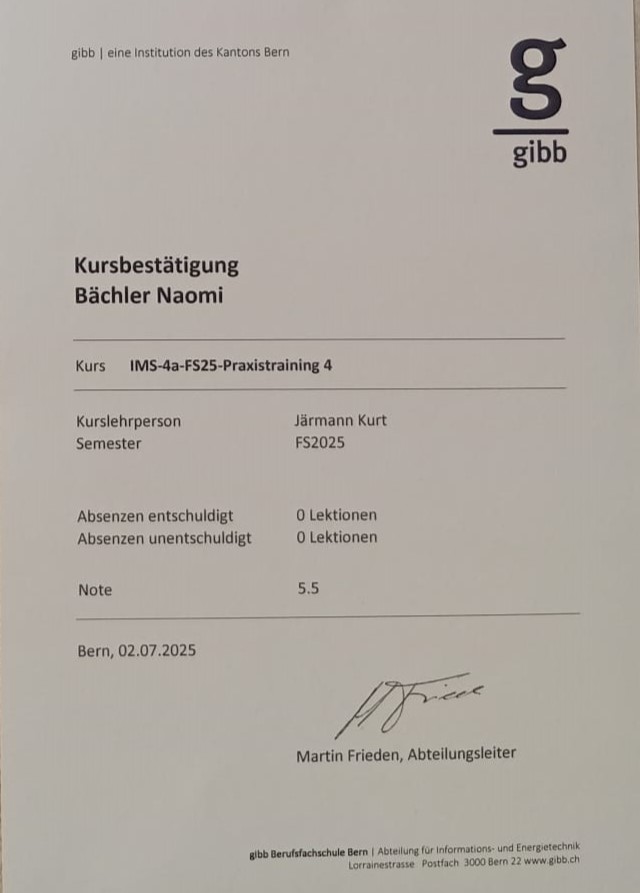 gibb | eine Institution des Kantons Bern
g
gibb
Kursbestätigung
Bächler Naomi
Kurs IMS-4a-FS25-Praxistraining 4
Kurslehrperson Järmann Kurt
Semester FS2025
Absenzen entschuldigt 0 Lektionen
Absenzen unentschuldigt 0 Lektionen
Note 5.5
Bern, 02.07.2025
Martin Frieden, Abteilungsleiter
gibb Berufsfachschule Bern | Abteilung für Informations- und Energietechnik
Lorrainestrasse Postfach 3000 Bern 22 www.gibb.ch